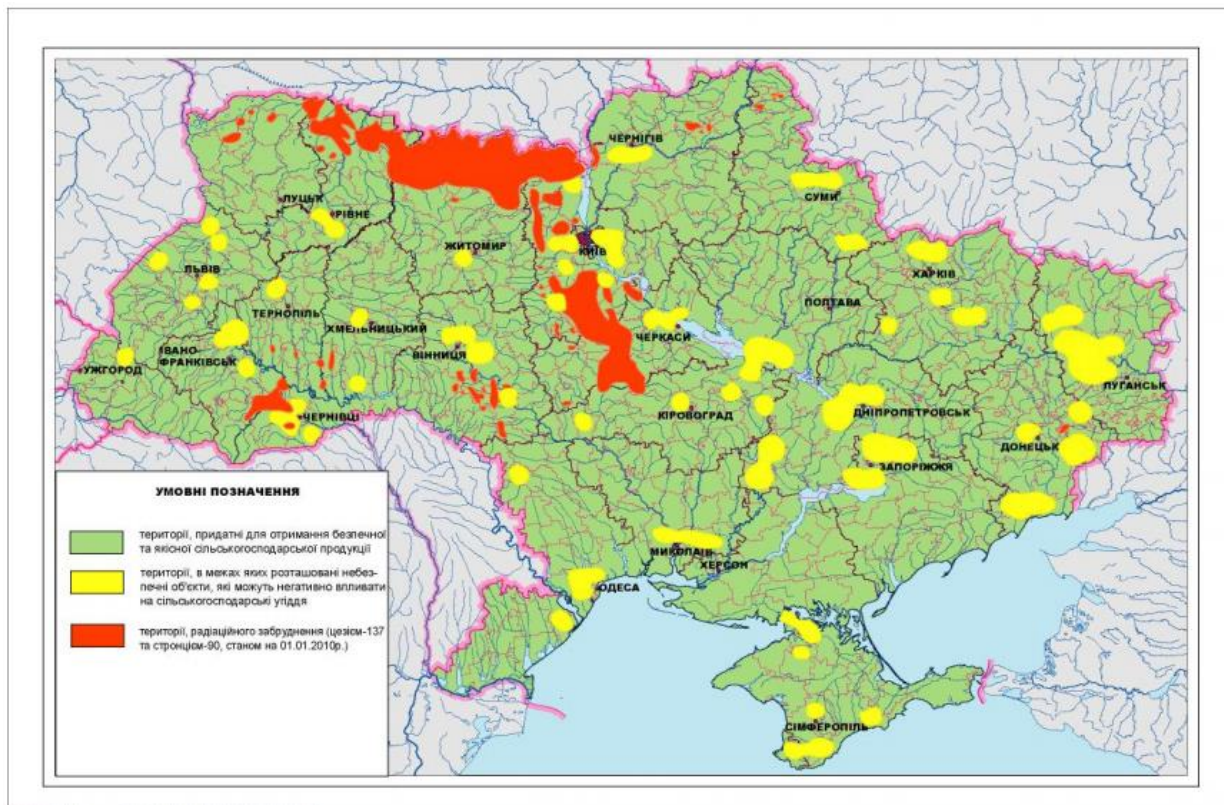 ЧЕРНІГІВ
СУМИ
ЛУЦЬК
РІВНЕ
ЖИТОМИР
КИЇВ
ЛЬВІВ
ХАРКІВ
ТЕРНОПІЛЬ
ХМЕЛЬНИЦЬКИЙ
ПОЛТАВА
ВІННИЦЯ
ЧЕРКАСИ
УЖГОРОД
ІВАНО-
ФРАНКІВСЬК
ЛУГАНСЬК
ЧЕРНІВЦІ
КІРОВОГРАД
ДНІПРОПЕТРОВСЬК
ДОНЕЦЬК
ЗАПОРІЖЖЯ
МИКОЛАЇВ
ХЕРСОН
ОДЕСА
СІМФЕРОПІЛЬ
УМОВНІ ПОЗНАЧЕННЯ
території, придатні для отримання безпечної
та якісної сільськогосподарської продукції
території, в межах яких розташовані небез-
печні об'єкти, які можуть негативно впливати
на сільськогосподарські угіддя
території, радіаційного забруднення (цезієм-137
та стронцієм-90, станом на 01.01.2010р.)